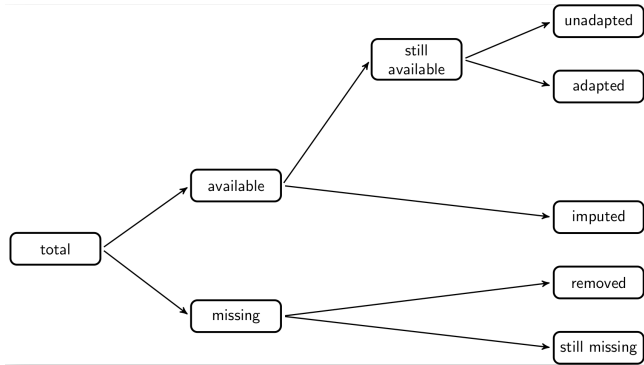 unadapted
still
available
adapted
available
imputed
total
removed
missing
still missing